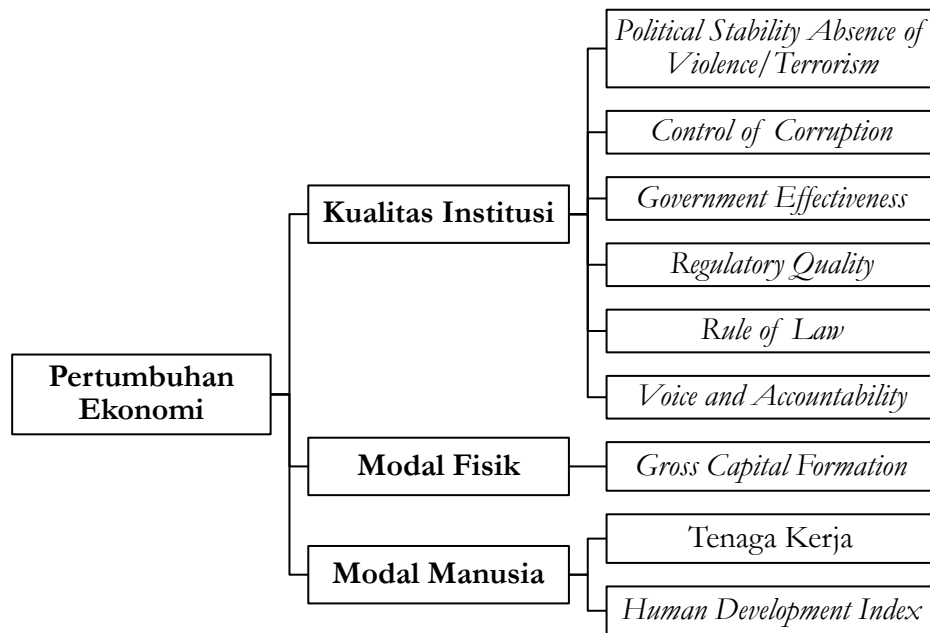 Political Stability Absence of
Violence/Terrorism
Control of Corruption
Government Effectiveness
Kualitas Institusi
Regulatory Quality
Rule of Law
Pertumbuhan
Ekonomi
Voice and Accountability
Modal Fisik
Gross Capital Formation
Tenaga Kerja
Modal Manusia
Human Development Index